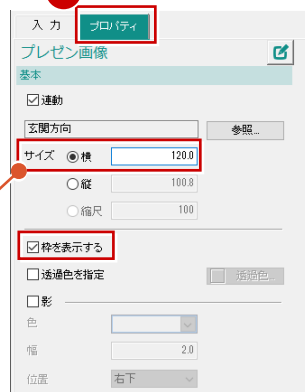 入 力 プロパティ
プレゼン画像
基本
連動
玄関方向 参照...
サイズ 横 120.0
縦 100.8
縮尺 100
枠を表示する
透過色を指定 透過色...
影
色
幅 2.0
位置 右下